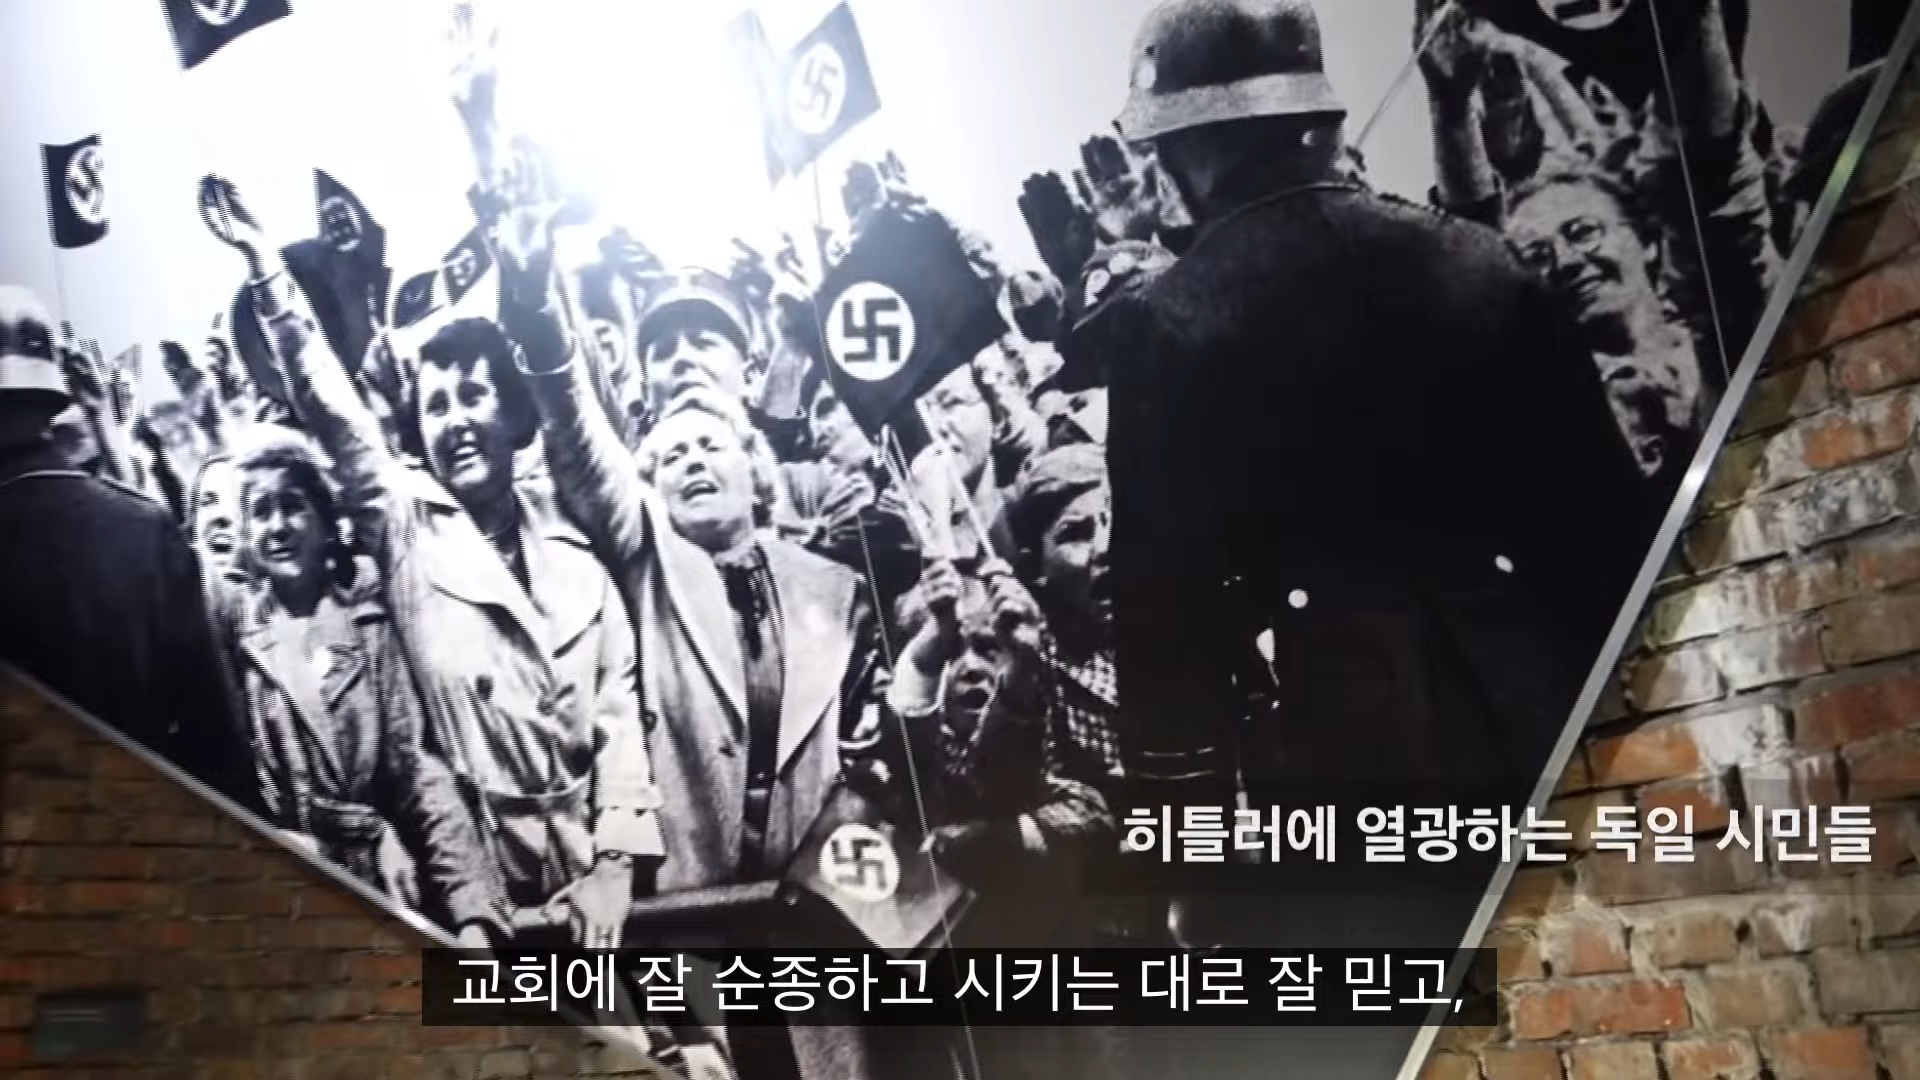 히틀러에 열광하는 독일 시민들
교회에 잘 순종하고 시키는 대로 잘 믿고,